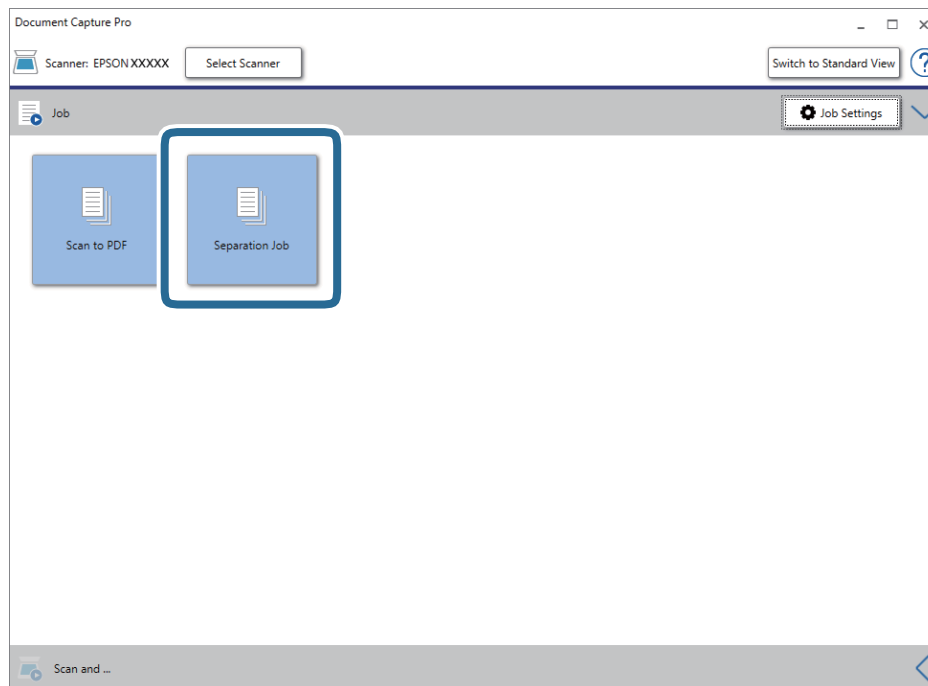 Document Capture Pro
Scanner: EPSON XXXXX
Select Scanner
Switch to Standard View
?
Job
Job Settings
Scan to PDF
Separation Job
Scan and ...